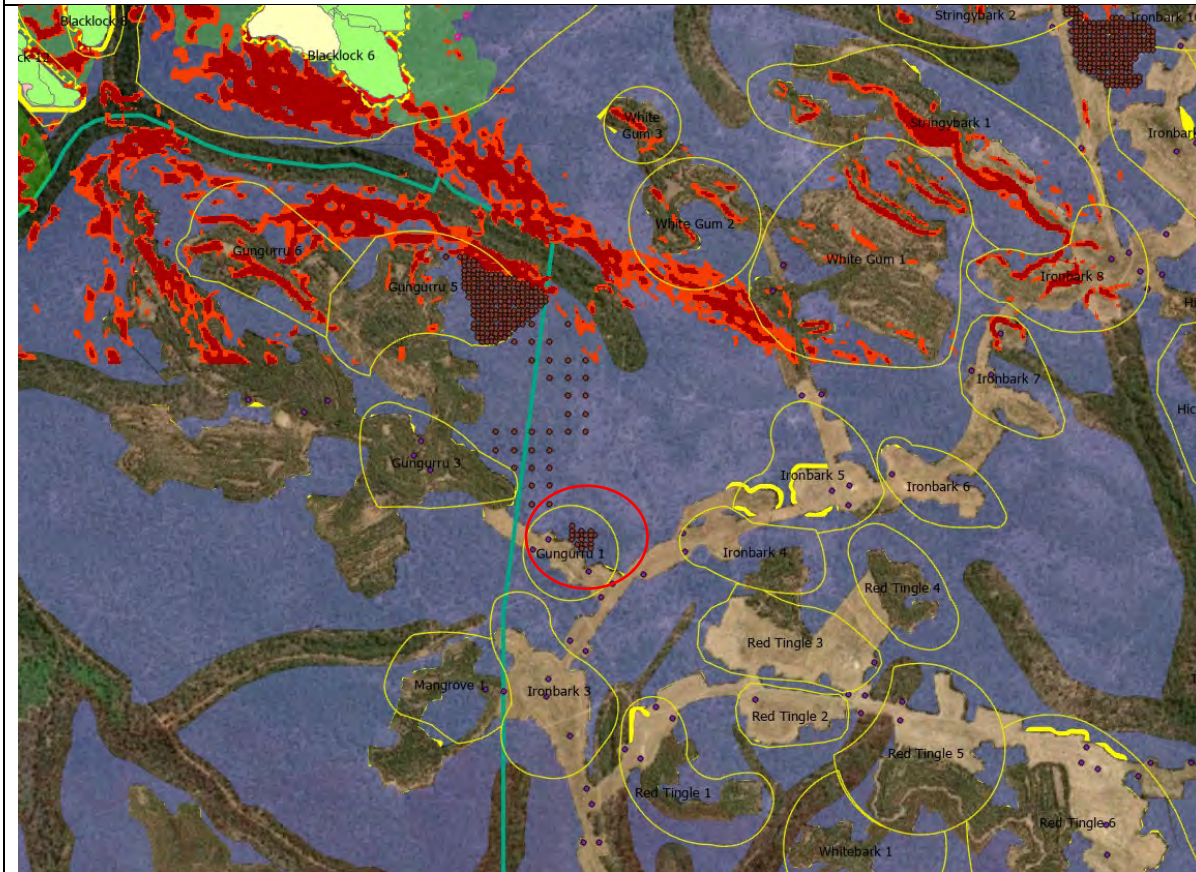 Blacklock 8
Stringybark 2
Blacklock 6
White
Gum 3
Stringybark 1
White Gum 2
Gungurru 6
White Gum 1
Ironbark 8
Gungurru 5
Ironbark 7
Gungurru 3
Ironbark 5
Ironbark 6
Gungurru 1
Ironbark 4
Red Tingle 4
Red Tingle 3
Mangrove 1
Ironbark 3
Red Tingle 2
Red Tingle 5
Red Tingle 1
Red Tingle 6
Whitebark 1